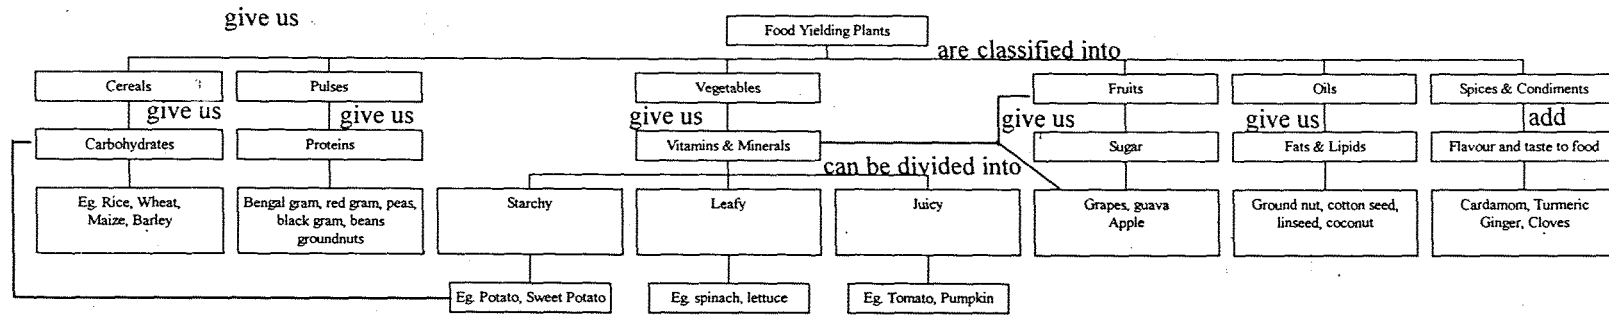 give us
Food Yielding Plants
are classified into
Cereals
Pulses
Vegetables
Fruits
Oils
Spices & Condiments
give us
give us
give us
give us
give us
add
Carbohydrates
Proteins
Vitamins & Minerals
Sugar
Fats & Lipids
Flavour and taste to food
can be divided into
Eg. Rice, Wheat,
Maize, Barley
Bengal gram, red gram, peas,
black gram, beans
groundnuts
Starchy
Leafy
Juicy
Grapes, guava
Apple
Ground nut, cotton seed,
linseed, coconut
Cardamom, Turmeric
Ginger, Cloves
Eg. Potato, Sweet Potato
Eg. spinach, lettuce
Eg. Tomato, Pumpkin